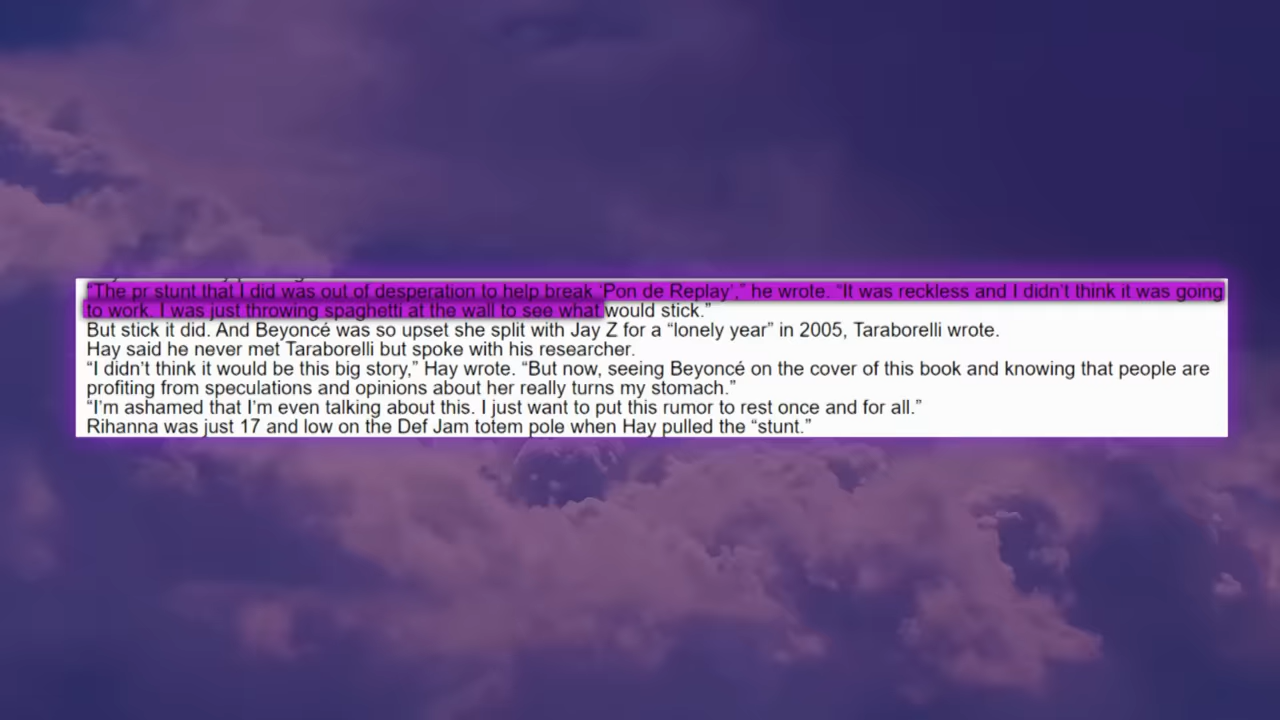 “The pr stunt that I did was out of desperation to help break ‘Pon de Replay’,” he wrote. “It was reckless and I didn’t think it was going
to work. I was just throwing spaghetti at the wall to see what would stick.”
But stick it did. And Beyoncé was so upset she split with Jay Z for a “lonely year” in 2005, Taraborelli wrote.
Hay said he never met Taraborelli but spoke with his researcher.
“I didn’t think it would be this big story,” Hay wrote. “But now, seeing Beyoncé on the cover of this book and knowing that people are
profiting from speculations and opinions about her really turns my stomach.”
“I’m ashamed that I’m even talking about this. I just want to put this rumor to rest once and for all.”
Rihanna was just 17 and low on the Def Jam totem pole when Hay pulled the “stunt.”